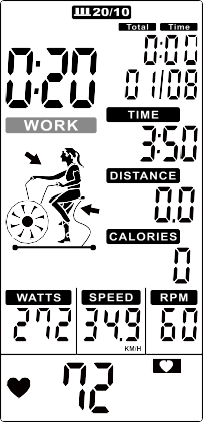 20/10
Total Time
0:20 0:00
01/08
WORK
TIME
3:50
DISTANCE
0.0
CALORIES
0
WATTS SPEED RPM
272 34.9 60
KM/H
72